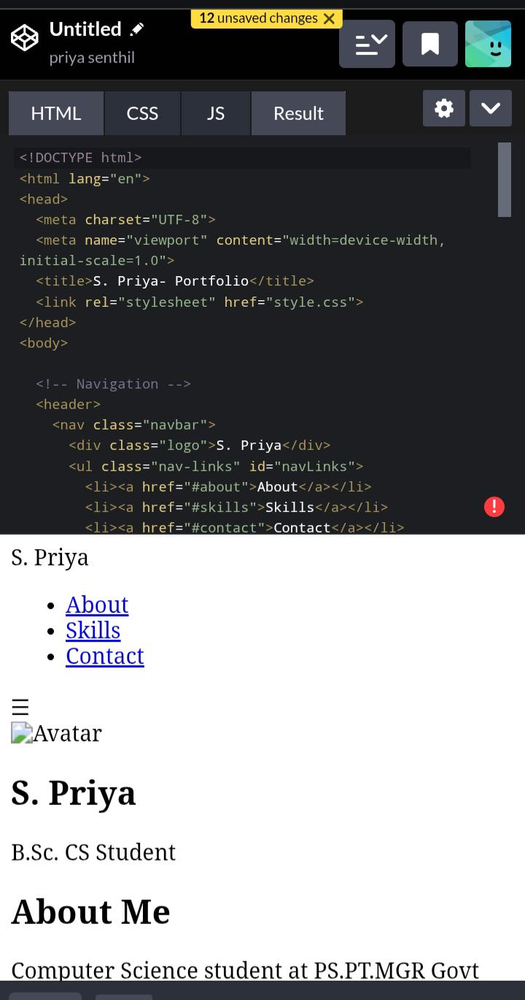 12 unsaved changes
Untitled
priya senthil
HTML CSS JS Result
<!DOCTYPE html>
<html lang="en">
<head>
<meta charset="UTF-8">
<meta name="viewport" content="width=device-width,
initial-scale=1.0">
<title>S. Priya- Portfolio</title>
<link rel="stylesheet" href="style.css">
</head>
<body>
<!-- Navigation -->
<header>
<nav class="navbar">
<div class="logo">S. Priya</div>
<ul class="nav-links" id="navLinks">
<li><a href="#about">About</a></li>
<li><a href="#skills">Skills</a></li>
<li><a href="#contact">Contact</a></li>
S. Priya
• About
• Skills
• Contact
☰
Avatar
S. Priya
B.Sc. CS Student
About Me
Computer Science student at PS.PT.MGR Govt